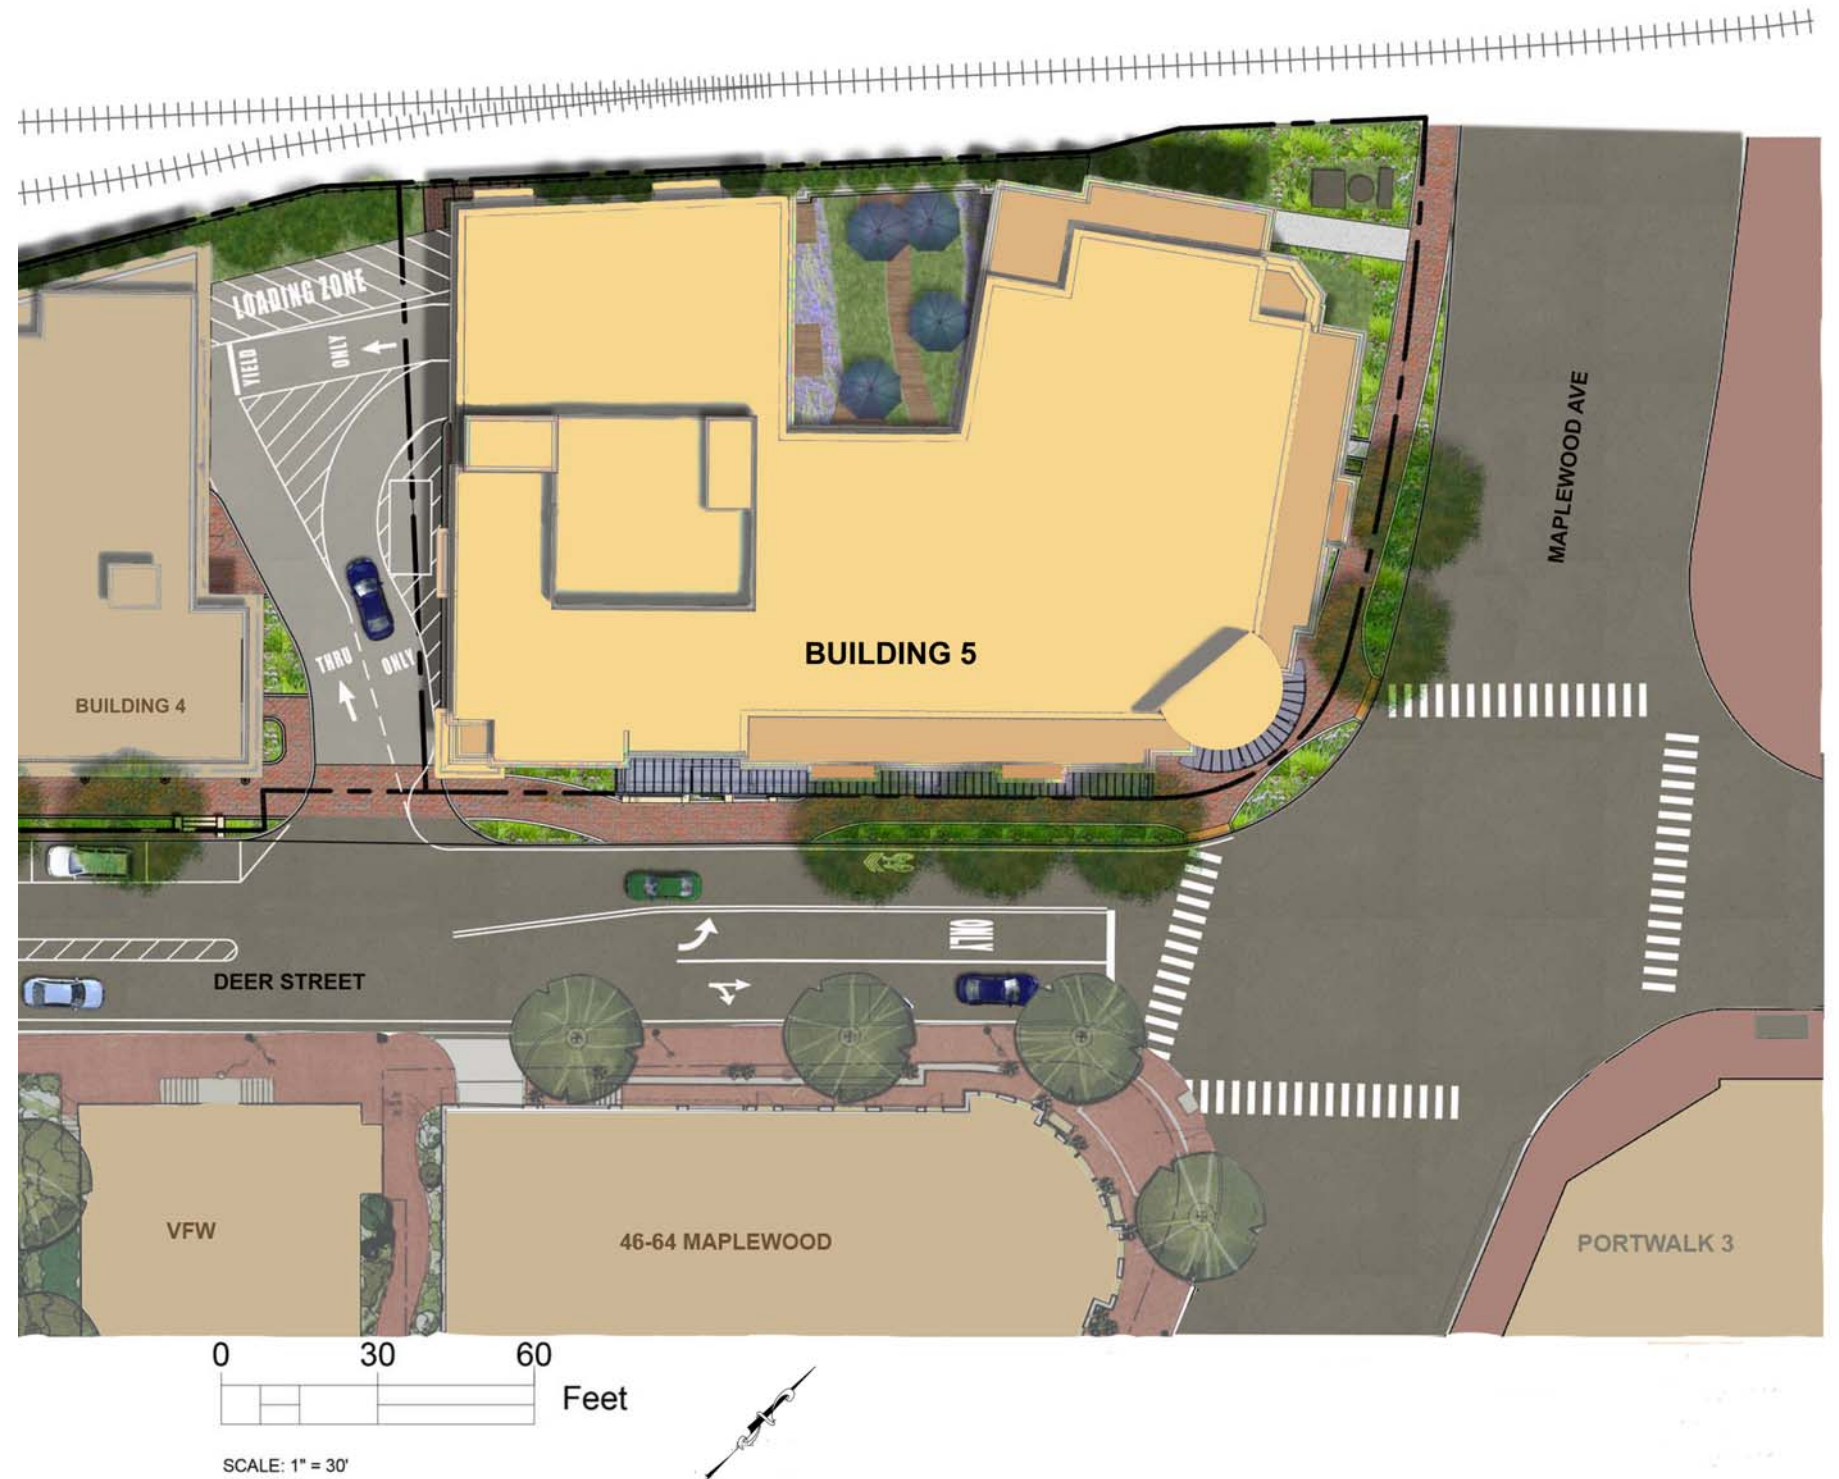 LOADING ZONE
YIELD
ONLY
MAPLEWOOD AVE
BUILDING 5
THRU
ONLY
BUILDING 4
ONLY
DEER STREET
VFW
46-64 MAPLEWOOD
PORTWALK 3
0 30 60
Feet
SCALE: 1" = 30'